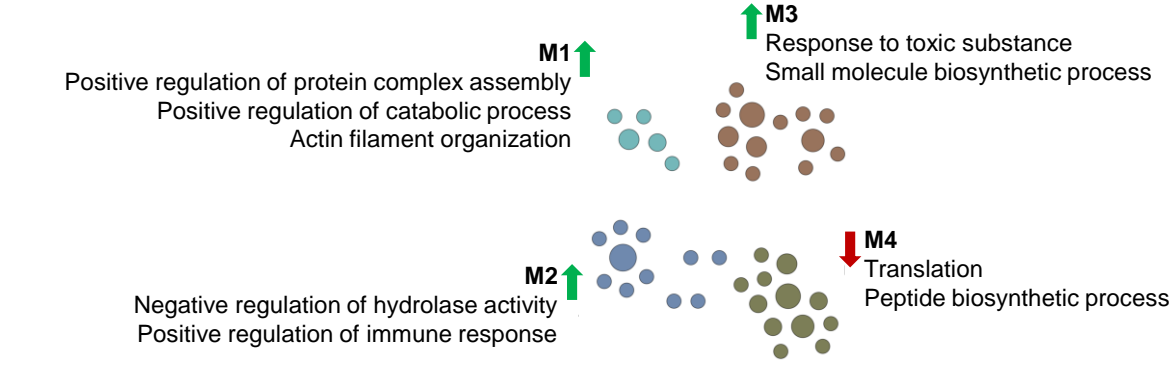 M1
Positive regulation of protein complex assembly
Positive regulation of catabolic process
Actin filament organization
M3
Response to toxic substance
Small molecule biosynthetic process
M2
Negative regulation of hydrolase activity
Positive regulation of immune response
M4
Translation
Peptide biosynthetic process